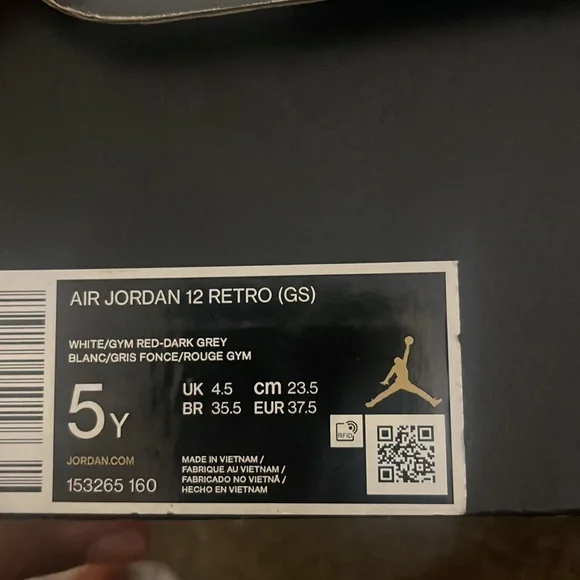 AIR JORDAN 12 RETRO (GS)
WHITE/GYM RED-DARK GREY
BLANC/GRIS FONCE/ROUGE GYM
5Y
UK 4.5 cm 23.5
BR 35.5 EUR 37.5
RFID
JORDAN.COM
153265 160
MADE IN VIETNAM /
FABRIQUE AU VIETNAM /
FABRICADO NO VIETNÃ /
HECHO EN VIETNAM